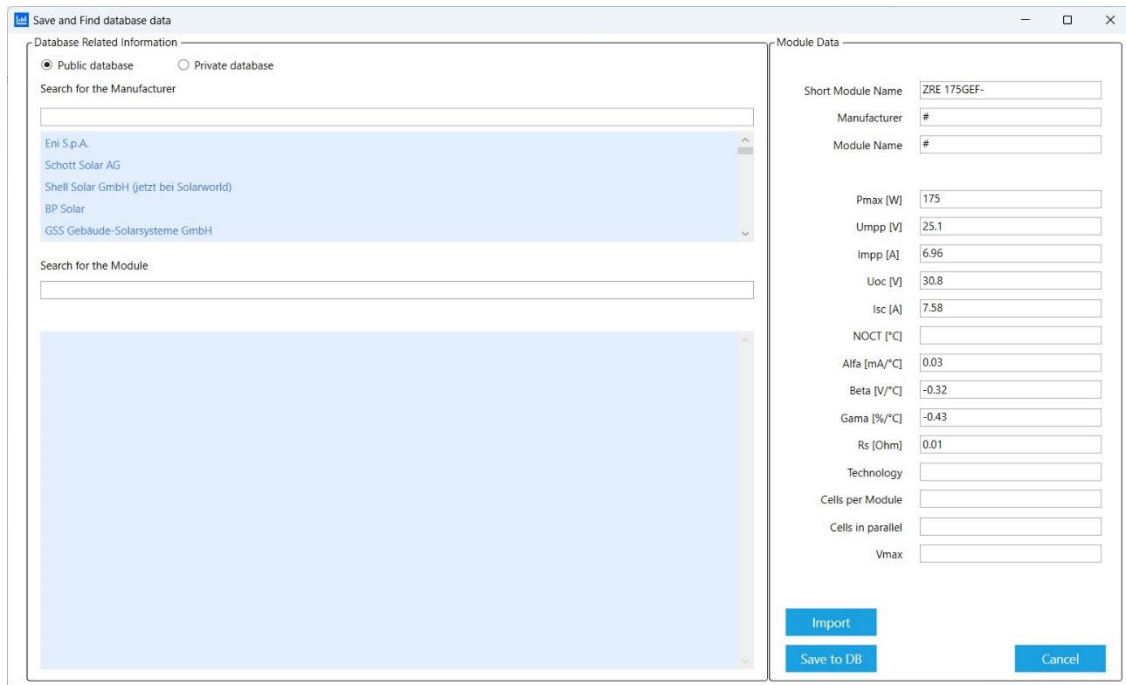 Save and Find database data
Database Related Information
Public database
Private database
Search for the Manufacturer
Eni S.p.A.
Schott Solar AG
Shell Solar GmbH (jetzt bei Solarworld)
BP Solar
GSS Gebäude-Solarsysteme GmbH
Search for the Module
Module Data
Short Module Name ZRE 175GEF-
Manufacturer #
Module Name #
Pmax [W] 175
Umpp [V] 25.1
Impp [A] 6.96
Uoc [V] 30.8
Isc [A] 7.58
NOCT [°C]
Alfa [mA/°C] 0.03
Beta [V/°C] -0.32
Gama [%/°C] -0.43
Rs [Ohm] 0.01
Technology
Cells per Module
Cells in parallel
Vmax
Import
Save to DB
Cancel